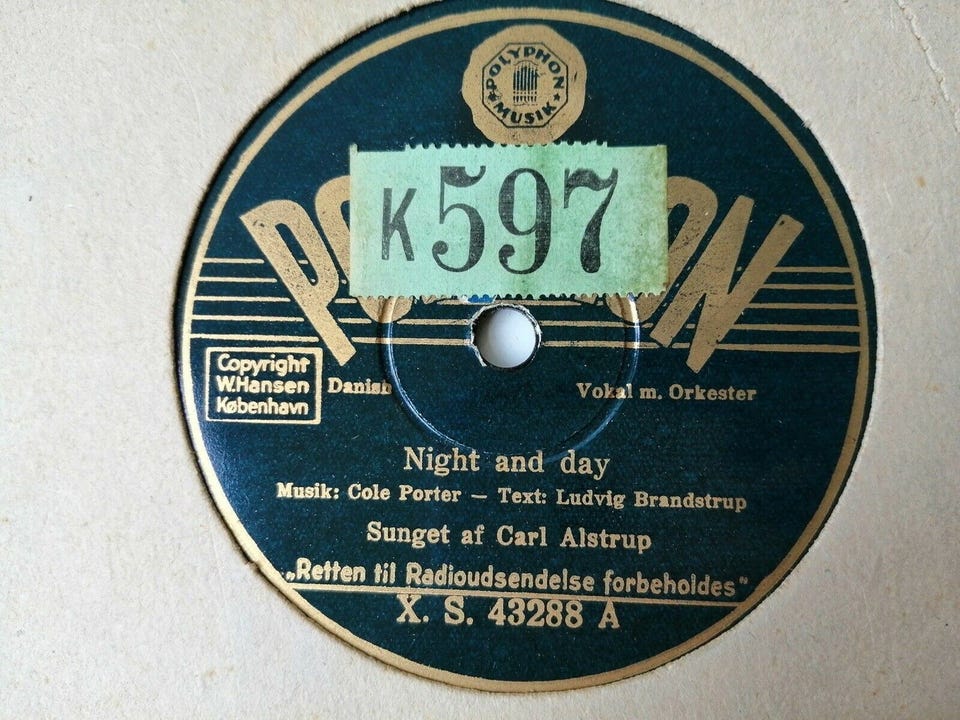 POLYPHON
MUSIK
K597
Copyright
W.Hansen
København
Danish
Vokal m. Orkester
Night and day
Musik: Cole Porter – Text: Ludvig Brandstrup
Sunget af Carl Alstrup
„Retten til Radioudsendelse forbeholdes"
X. S. 43288 A